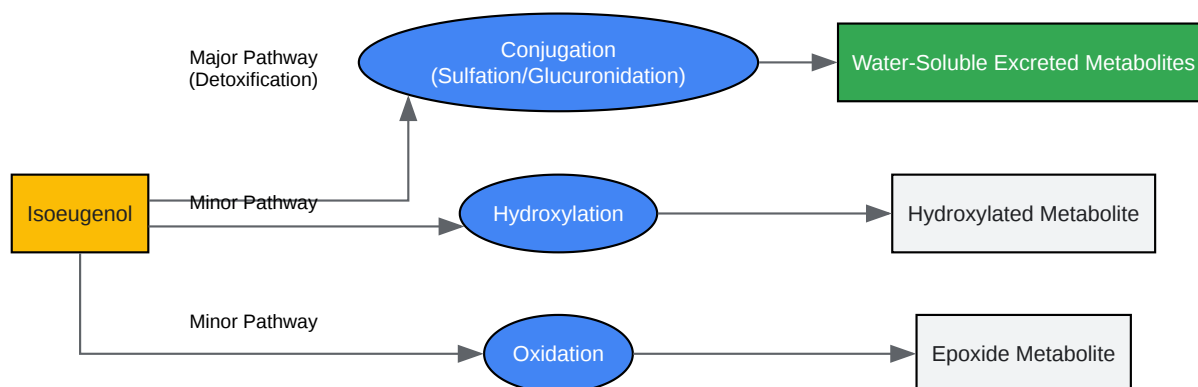 Major Pathway
(Detoxification)
Conjugation
(Sulfation/Glucuronidation)
Water-Soluble Excreted Metabolites
Isoeugenol
Minor Pathway
Hydroxylation
Hydroxylated Metabolite
Minor Pathway
Oxidation
Epoxide Metabolite